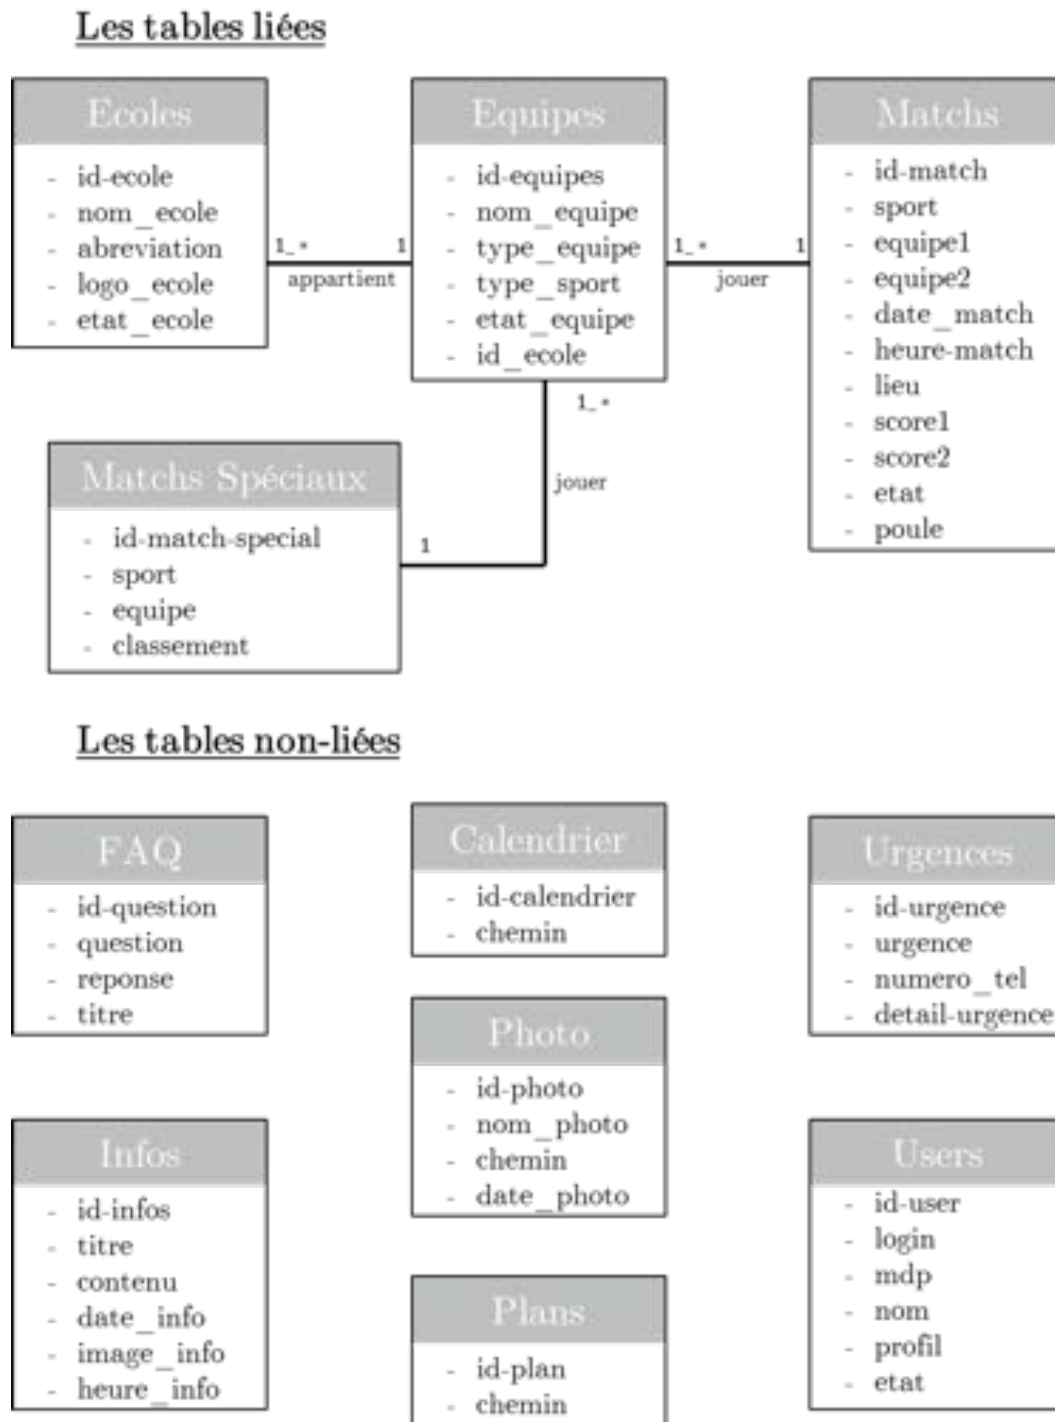 Les tables liées
Ecoles
- id-ecole
- nom_ecole
- abreviation
- logo_ecole
- etat_ecole
1_*
1
appartient
Equipes
- id-equipes
- nom_equipe
- type_equipe
- type_sport
- etat_equipe
- id_ecole
1_*
1
jouer
Matchs
- id-match
- sport
- equipe1
- equipe2
- date_match
- heure-match
- lieu
- score1
- score2
- etat
- poule
1_*
jouer
1
Matchs Spéciaux
- id-match-special
- sport
- equipe
- classement
Les tables non-liées
FAQ
- id-question
- question
- reponse
- titre
Calendrier
- id-calendrier
- chemin
Urgences
- id-urgence
- urgence
- numero_tel
- detail-urgence
Photo
- id-photo
- nom_photo
- chemin
- date_photo
Infos
- id-infos
- titre
- contenu
- date_info
- image_info
- heure_info
Users
- id-user
- login
- mdp
- nom
- profil
- etat
Plans
- id-plan
- chemin